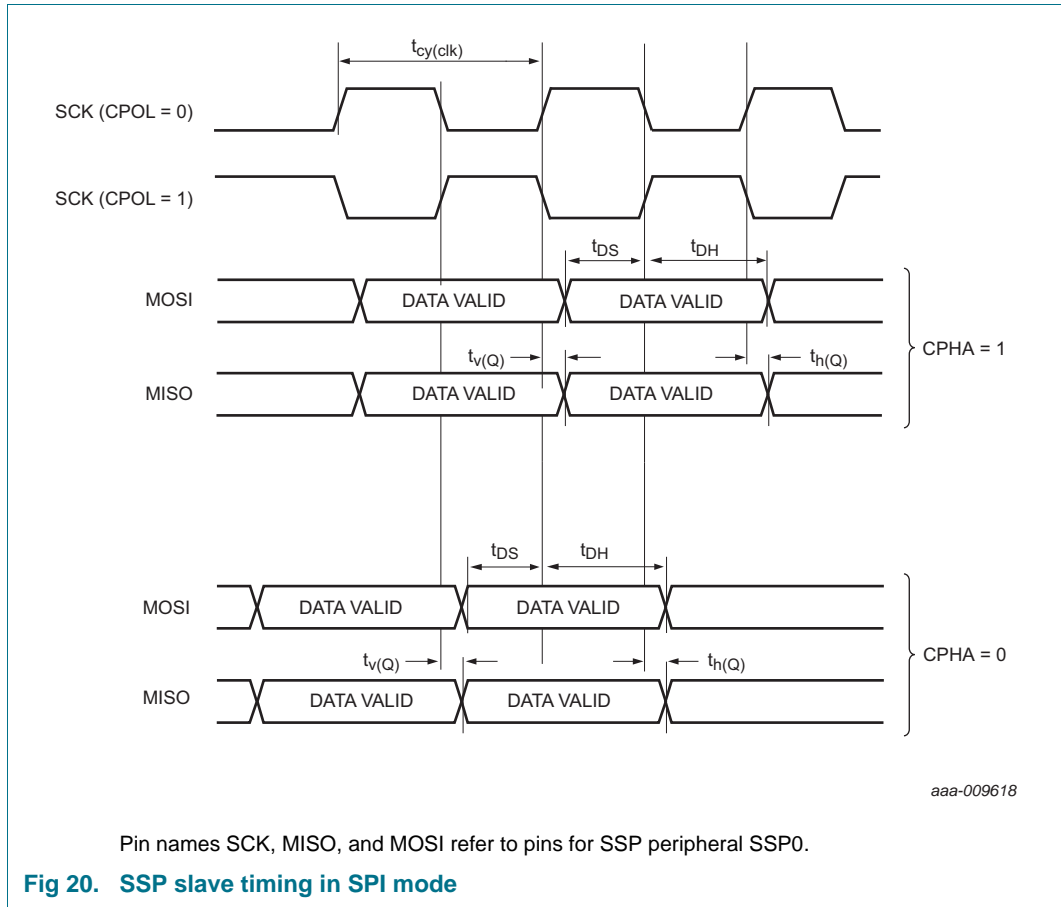 tcy(clk)
SCK (CPOL = 0)
SCK (CPOL = 1)
tDS tDH
MOSI DATA VALID DATA VALID
CPHA = 1
tv(Q) th(Q)
MISO DATA VALID DATA VALID
tDS tDH
MOSI DATA VALID DATA VALID
CPHA = 0
tv(Q) th(Q)
MISO DATA VALID DATA VALID
aaa-009618
Pin names SCK, MISO, and MOSI refer to pins for SSP peripheral SSP0.
Fig 20. SSP slave timing in SPI mode